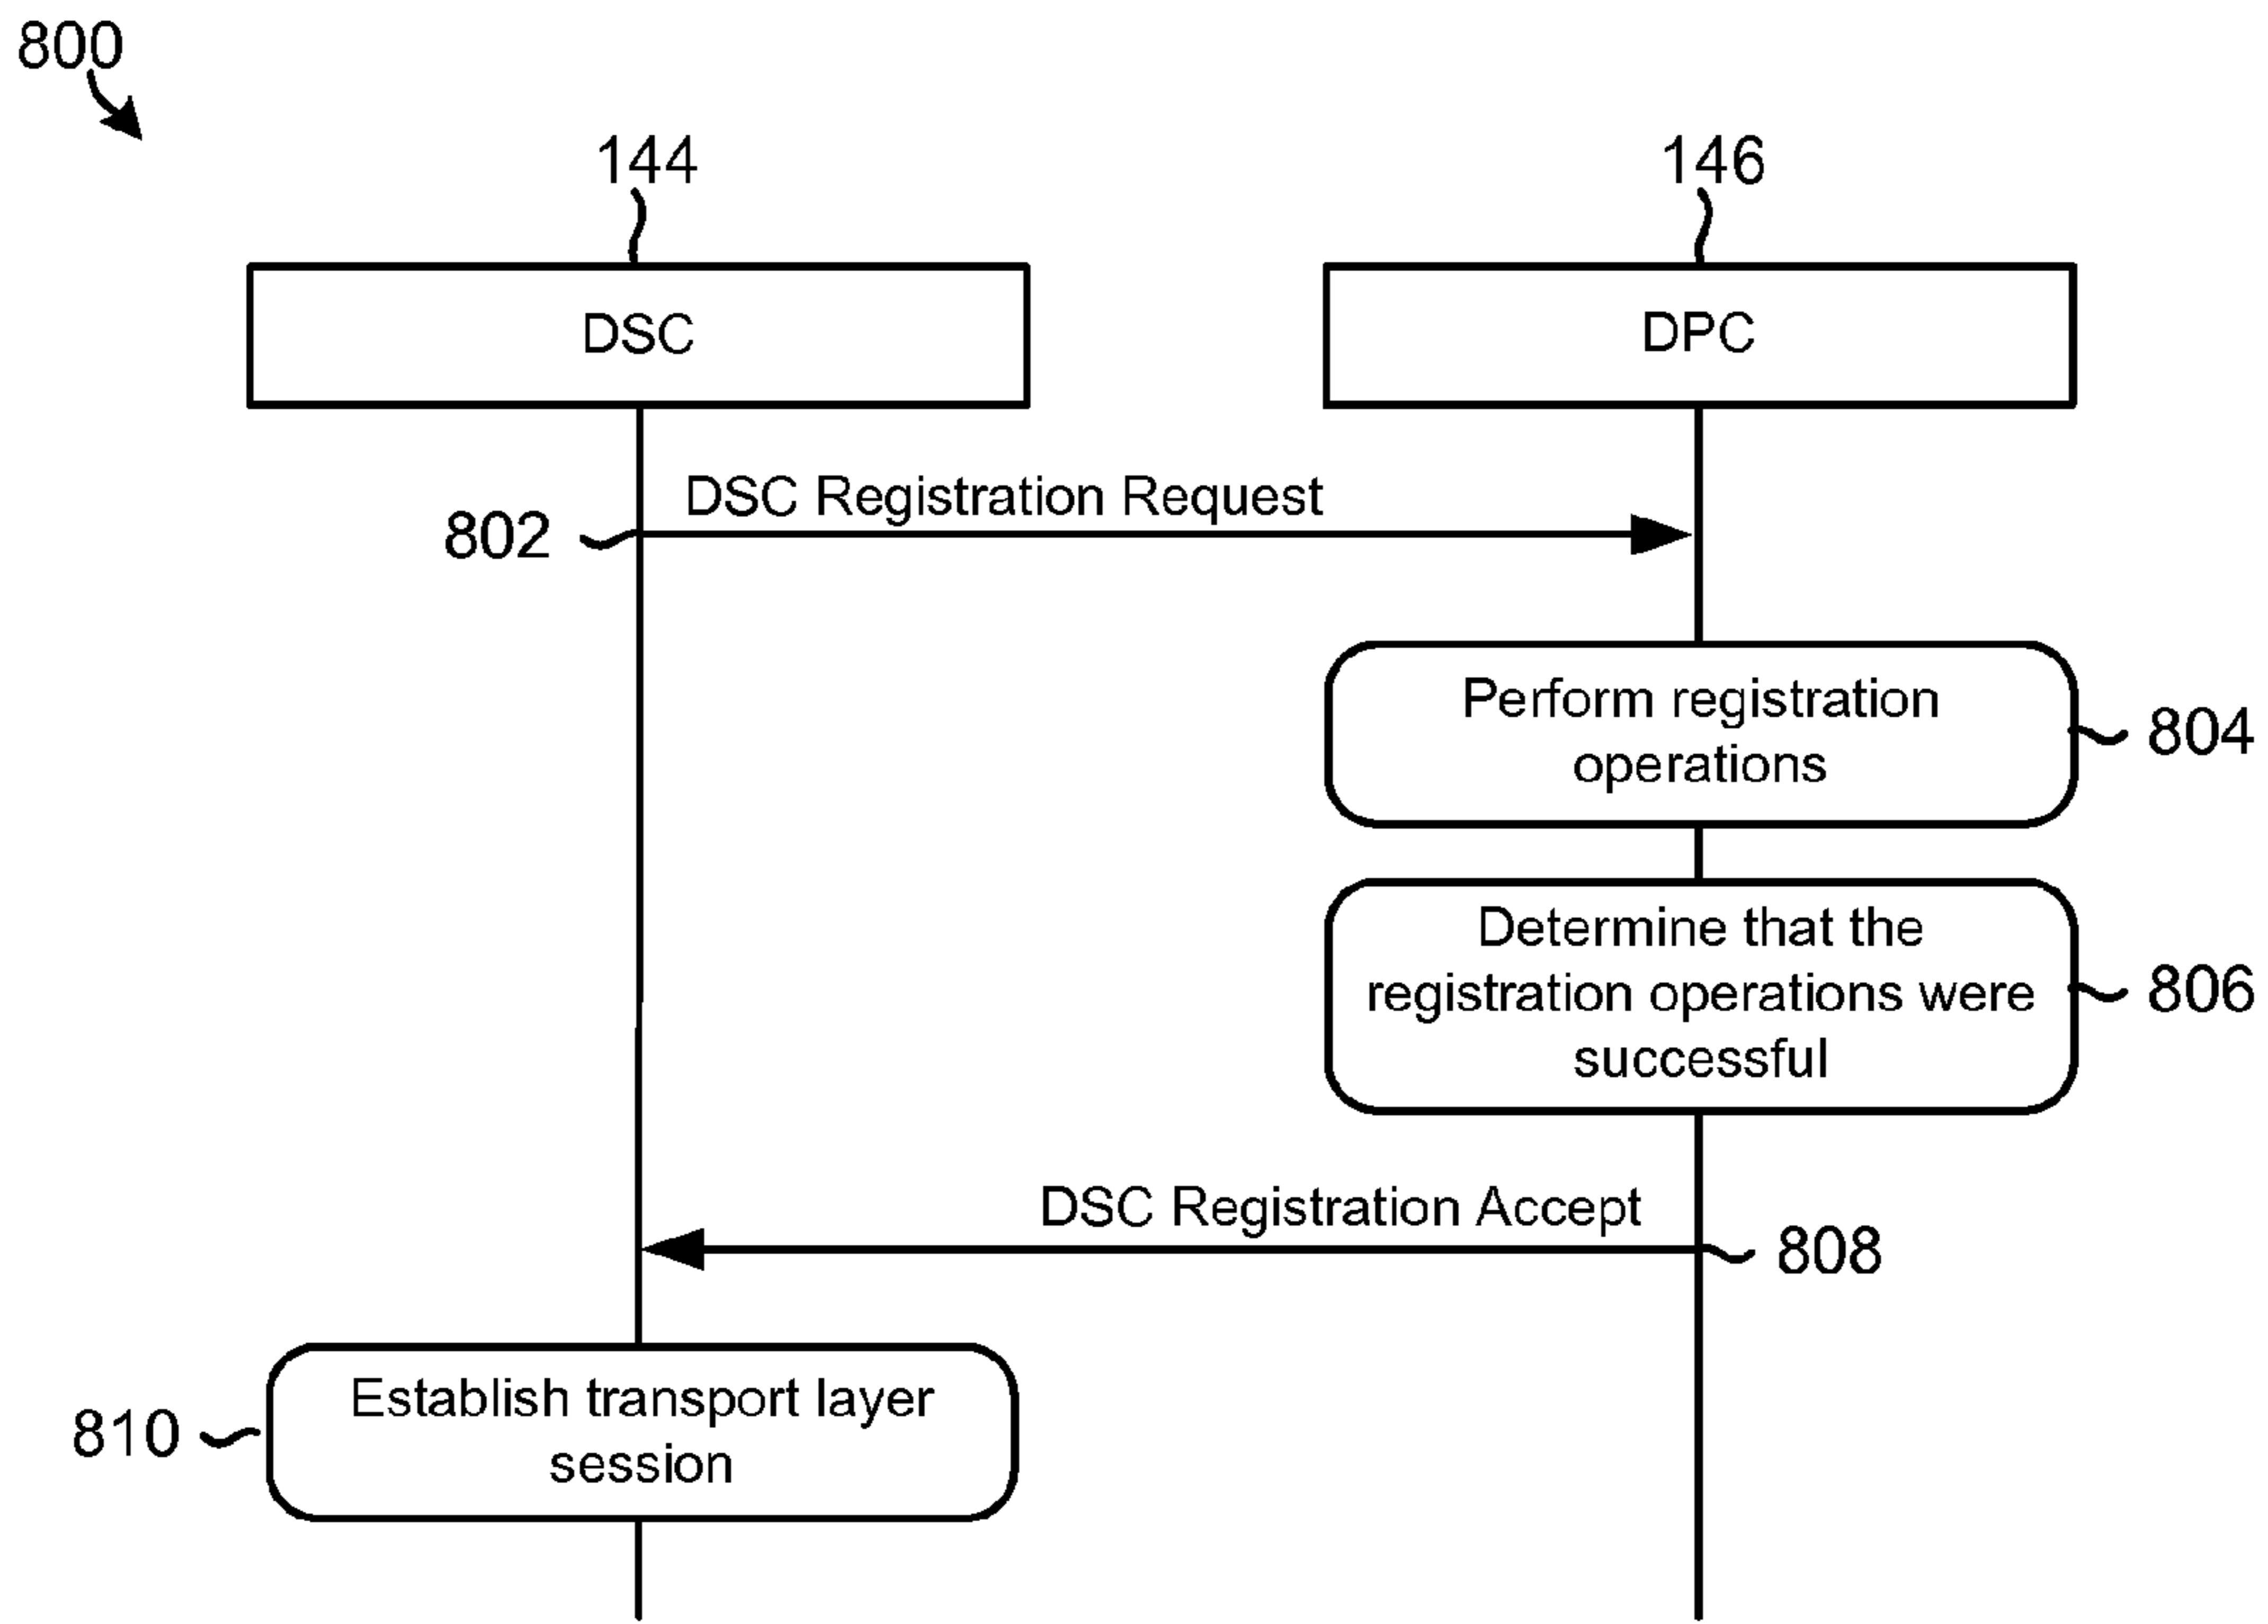 800
144
146
DSC
DPC
DSC Registration Request
802
Perform registration
operations
804
Determine that the
registration operations were
successful
806
DSC Registration Accept
808
Establish transport layer
session
810